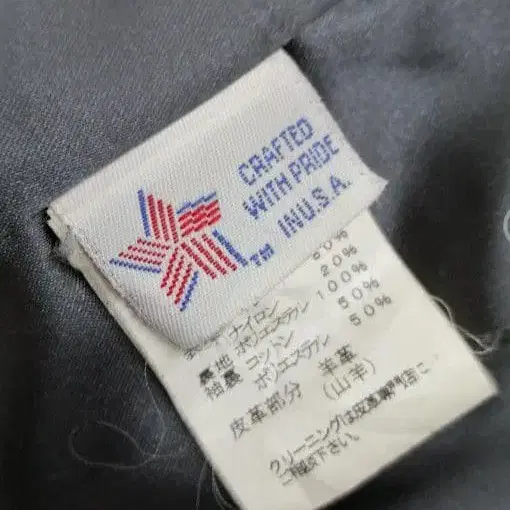 CRAFTED
WITH PRIDE
IN U.S.A.
TM
80%
ナイロン 20%
裏地 ポリエステル 100%
袖裏 コットン 50%
ポリエステル 50%
皮革部分 羊革
(山羊)
クリーニングは皮革専門店に
ご相談下さい。